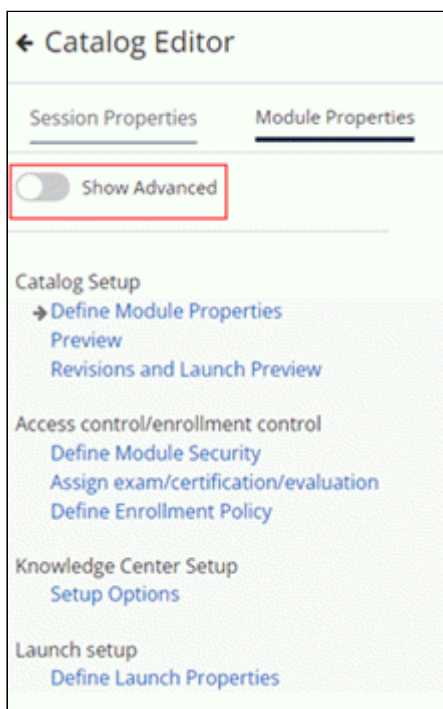 Catalog Editor
Session Properties Module Properties
Show Advanced
Catalog Setup
Define Module Properties
Preview
Revisions and Launch Preview
Access control/enrollment control
Define Module Security
Assign exam/certification/evaluation
Define Enrollment Policy
Knowledge Center Setup
Setup Options
Launch setup
Define Launch Properties